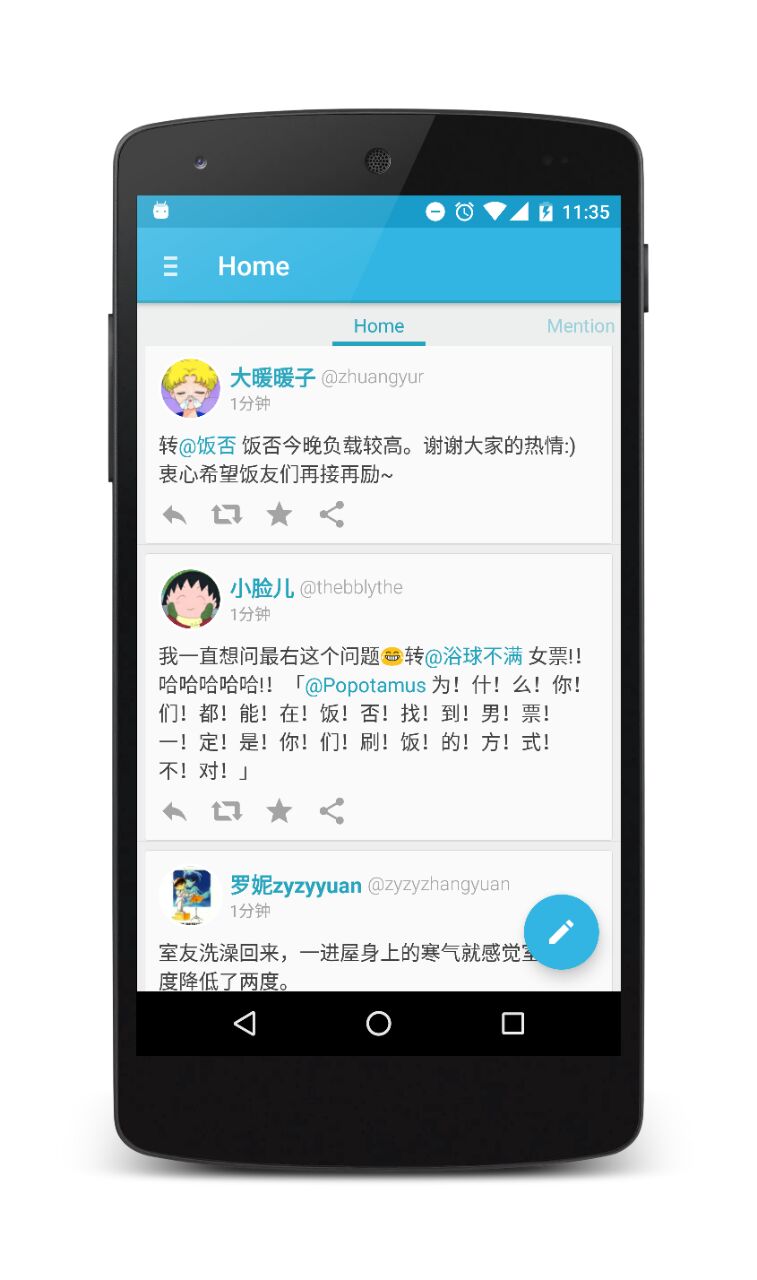 11:35
Home
Home Mention
大暖暖子 @zhuangyur
1分钟
转@饭否 饭否今晚负载较高。谢谢大家的热情:)
衷心希望饭友们再接再励~
小脸儿 @thebblythe
1分钟
我一直想问最右这个问题😂转@浴球不满 女票!!
哈哈哈哈哈!!「@Popotamus 为！什！么！你！
们！都！能！在！饭！否！找！到！男！票！
一！定！是！你！们！刷！饭！的！方！式！
不！对！」
罗妮zyzyyuan @zyzyzhangyuan
1分钟
室友洗澡回来，一进屋身上的寒气就感觉室
度降低了两度。